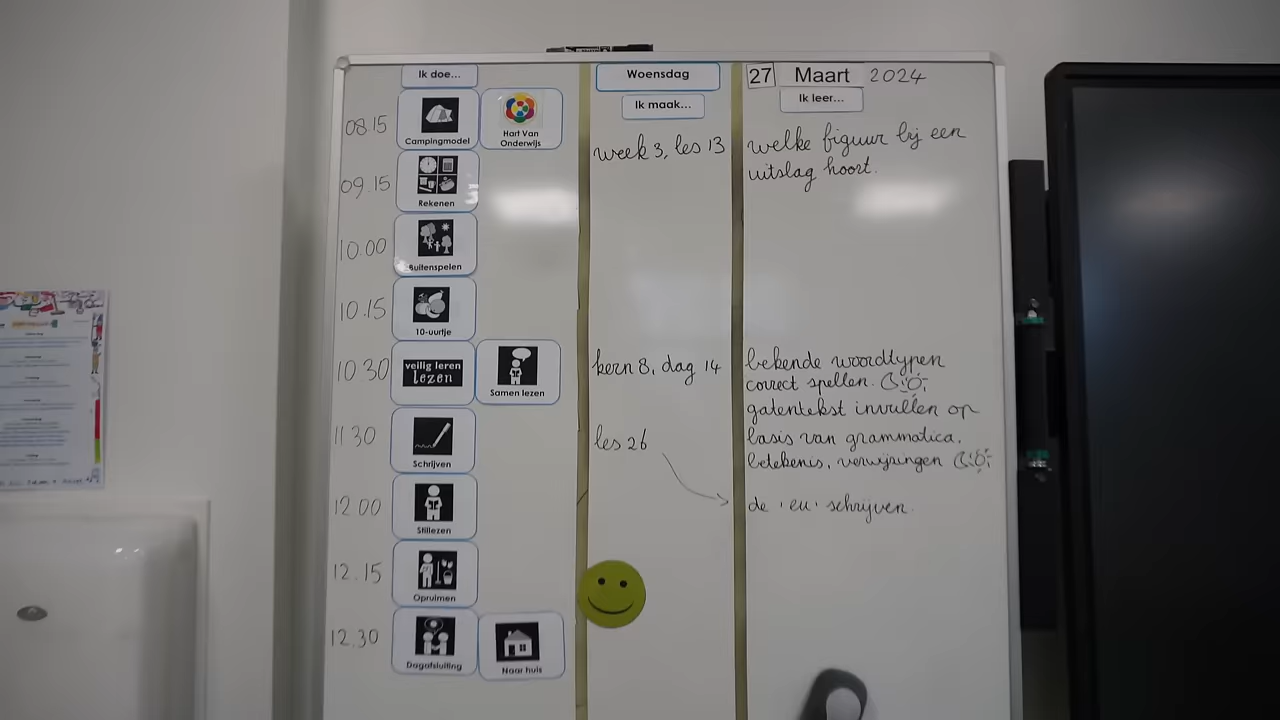 Ik doe...
Woensdag
27 Maart 2024
Ik maak...
Ik leer...
08.15
Campingmodel
Hart Van
Onderwijs
week 3, les 13
welke figuur bij een
uitslag hoort.
09.15
Rekenen
10.00
Buitenspelen
10.15
10-uurtje
10 30
veilig leren
lezen
Samen lezen
kern 8, dag 14
bekende woordtypen
correct spellen.
gatentekst invullen op
basis van grammatica,
betekenis, verwijzingen
11 30
Schrijven
les 26
de 'eu' schrijven.
12 00
Stillezen
12.15
Opruimen
12.30
Dagafsluiting
Naar huis